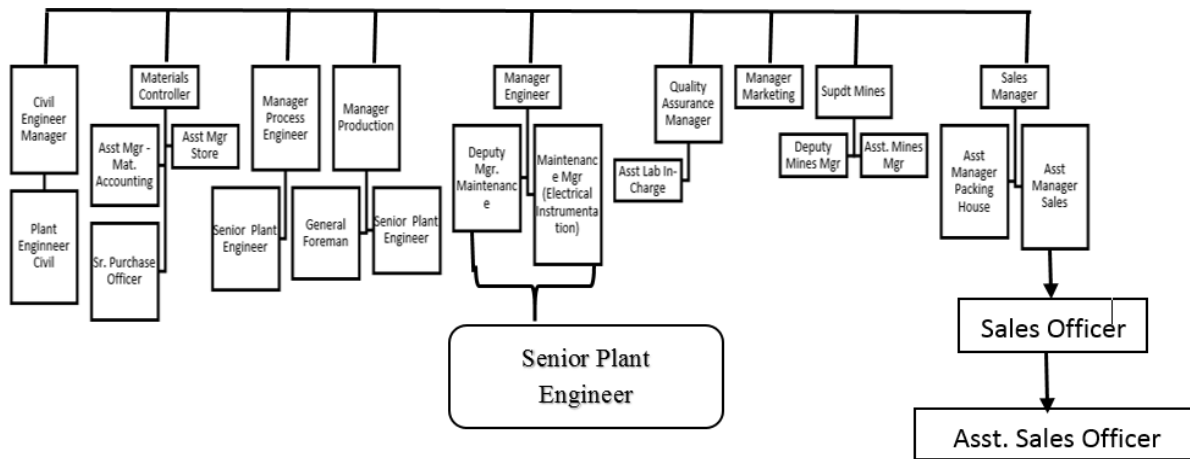 Civil
Engineer
Manager
Plant
Enginneer
Civil
Materials
Controller
Asst Mgr -
Mat.
Accounting
Asst Mgr
Store
Sr. Purchase
Officer
Manager
Process
Engineer
Senior Plant
Engineer
Manager
Production
General
Foreman
Senior Plant
Engineer
Manager
Engineer
Deputy
Mgr.
Maintenanc
e
Maintenanc
e Mgr
(Electrical
Instrumenta
tion)
Senior Plant
Engineer
Quality
Assurance
Manager
Asst Lab In-
Charge
Manager
Marketing
Supdt Mines
Deputy
Mines Mgr
Asst. Mines
Mgr
Sales
Manager
Asst
Manager
Packing
House
Asst
Manager
Sales
Sales Officer
Asst. Sales Officer